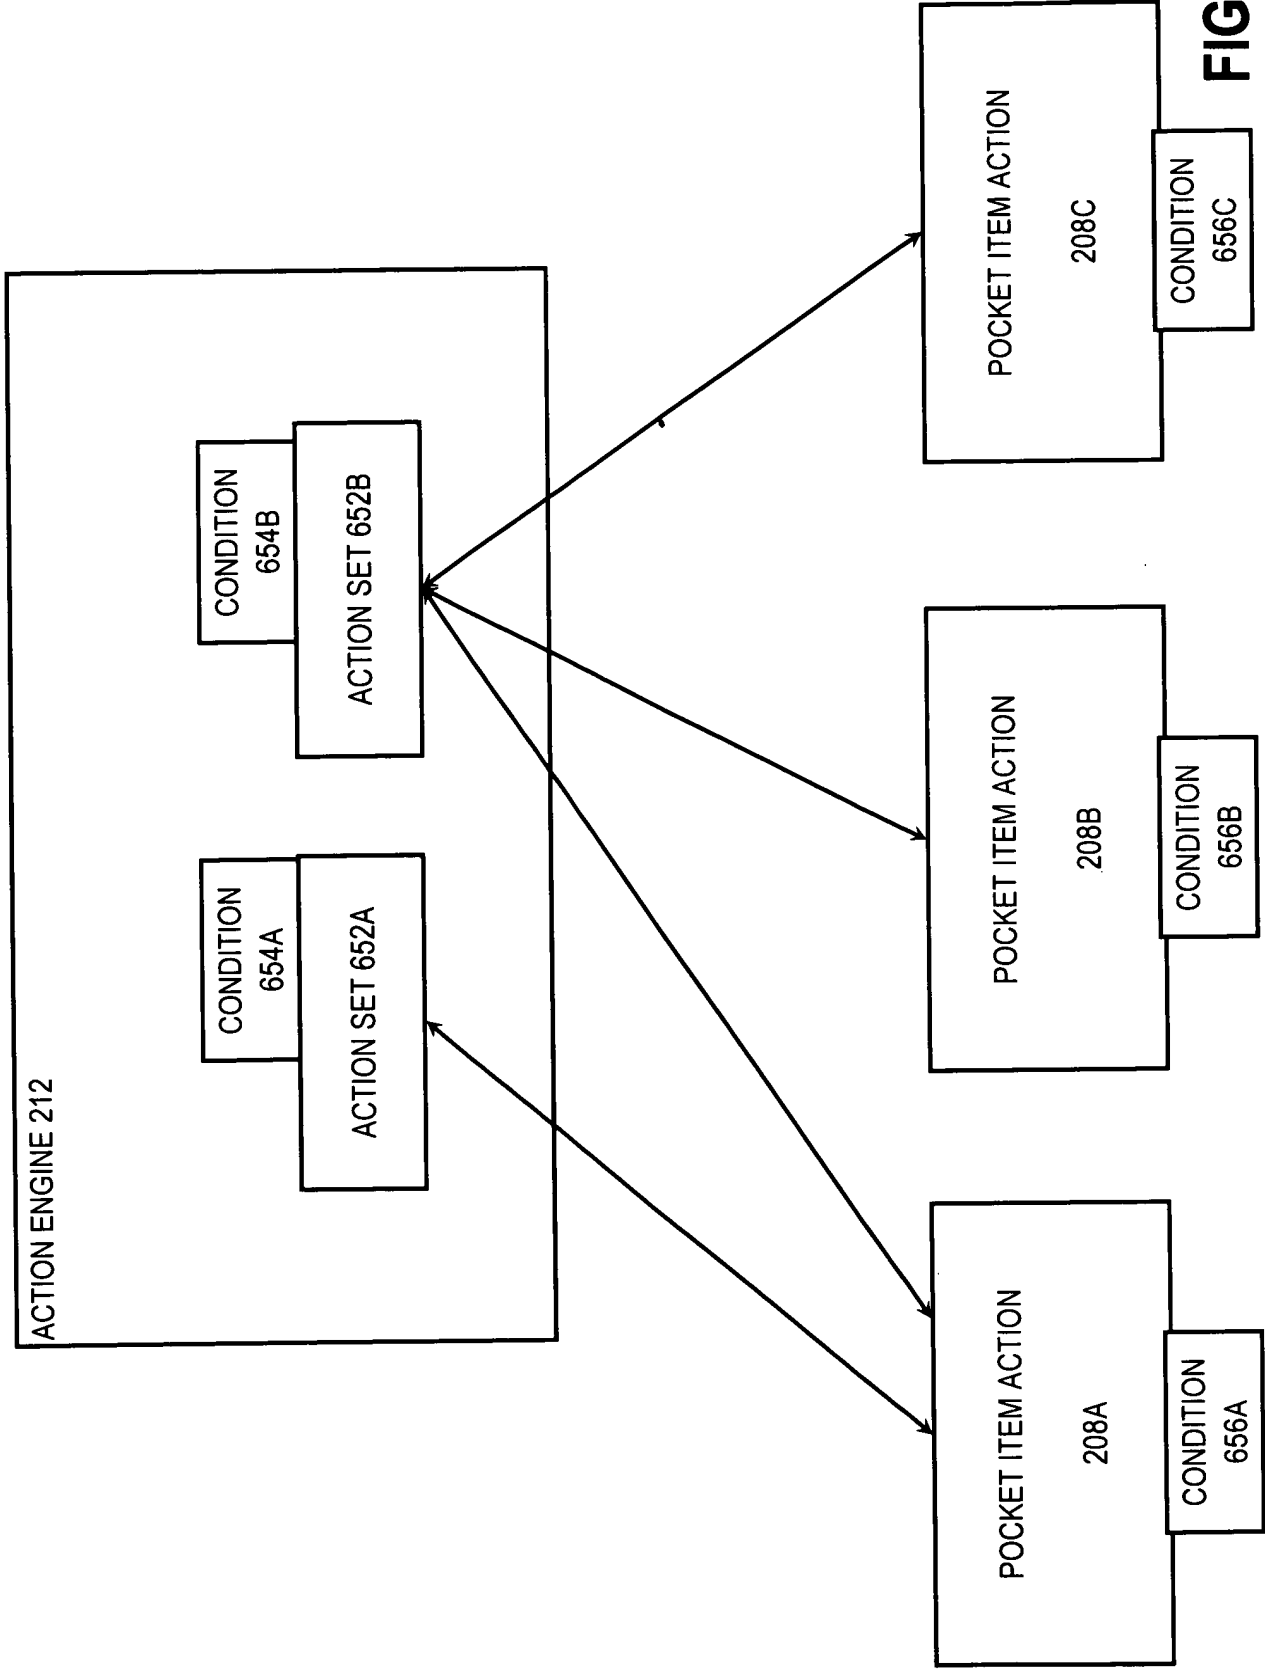 ACTION ENGINE 212
CONDITION
654A
ACTION SET 652A
CONDITION
654B
ACTION SET 652B
POCKET ITEM ACTION
208A
CONDITION
656A
POCKET ITEM ACTION
208B
CONDITION
656B
POCKET ITEM ACTION
208C
CONDITION
656C
FIG